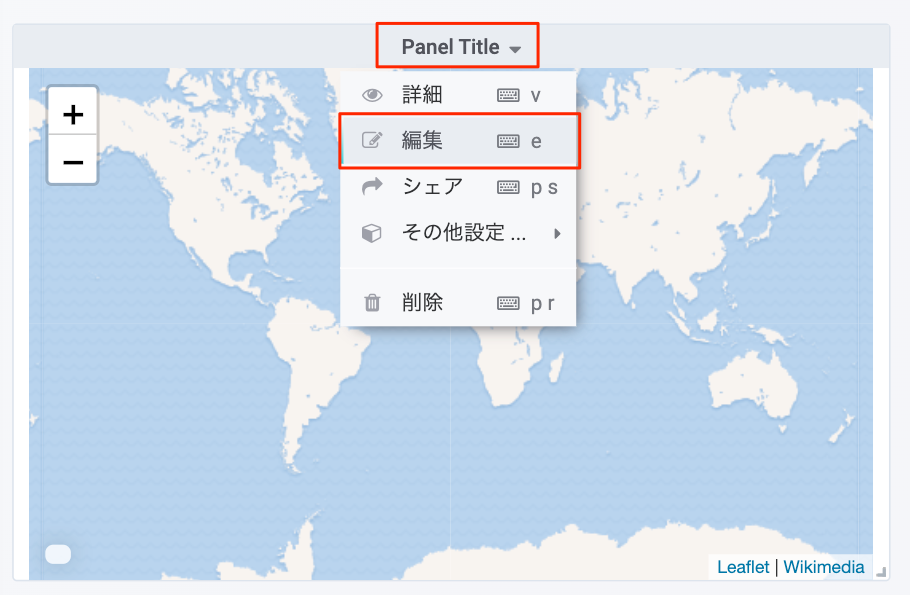 Panel Title
+
−
詳細 v
編集 e
シェア p s
その他設定 ...
削除 p r
Leaflet | Wikimedia